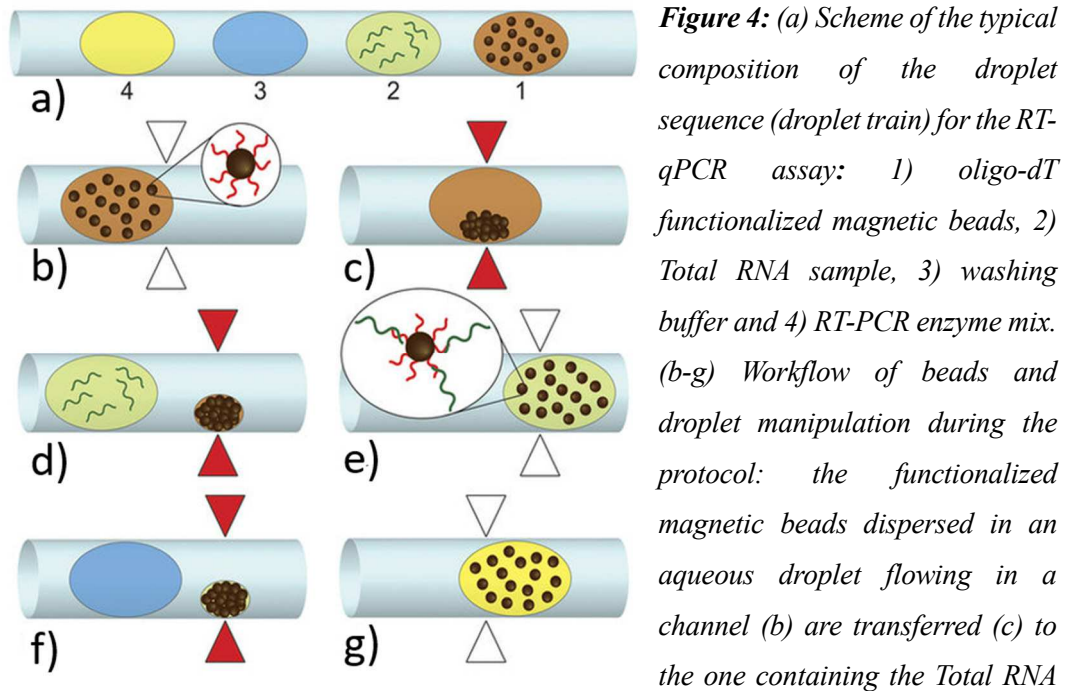 a)
4
3
2
1
b)
c)
d)
e)
f)
g)
Figure 4: (a) Scheme of the typical
composition of the droplet
sequence (droplet train) for the RT-
qPCR assay: 1) oligo-dT
functionalized magnetic beads, 2)
Total RNA sample, 3) washing
buffer and 4) RT-PCR enzyme mix.
(b-g) Workflow of beads and
droplet manipulation during the
protocol: the functionalized
magnetic beads dispersed in an
aqueous droplet flowing in a
channel (b) are transferred (c) to
the one containing the Total RNA